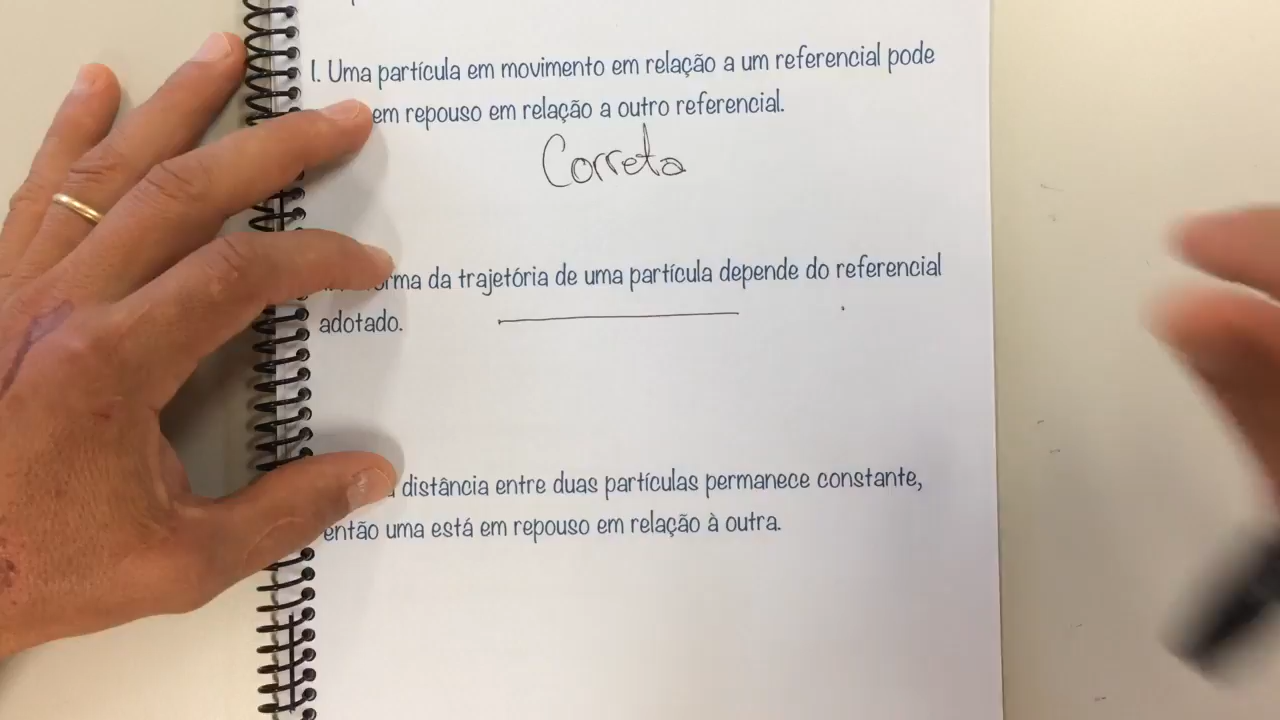 I. Uma partícula em movimento em relação a um referencial pode
em repouso em relação a outro referencial.
Correta
da trajetória de uma partícula depende do referencial
adotado.
distância entre duas partículas permanece constante,
então uma está em repouso em relação à outra.